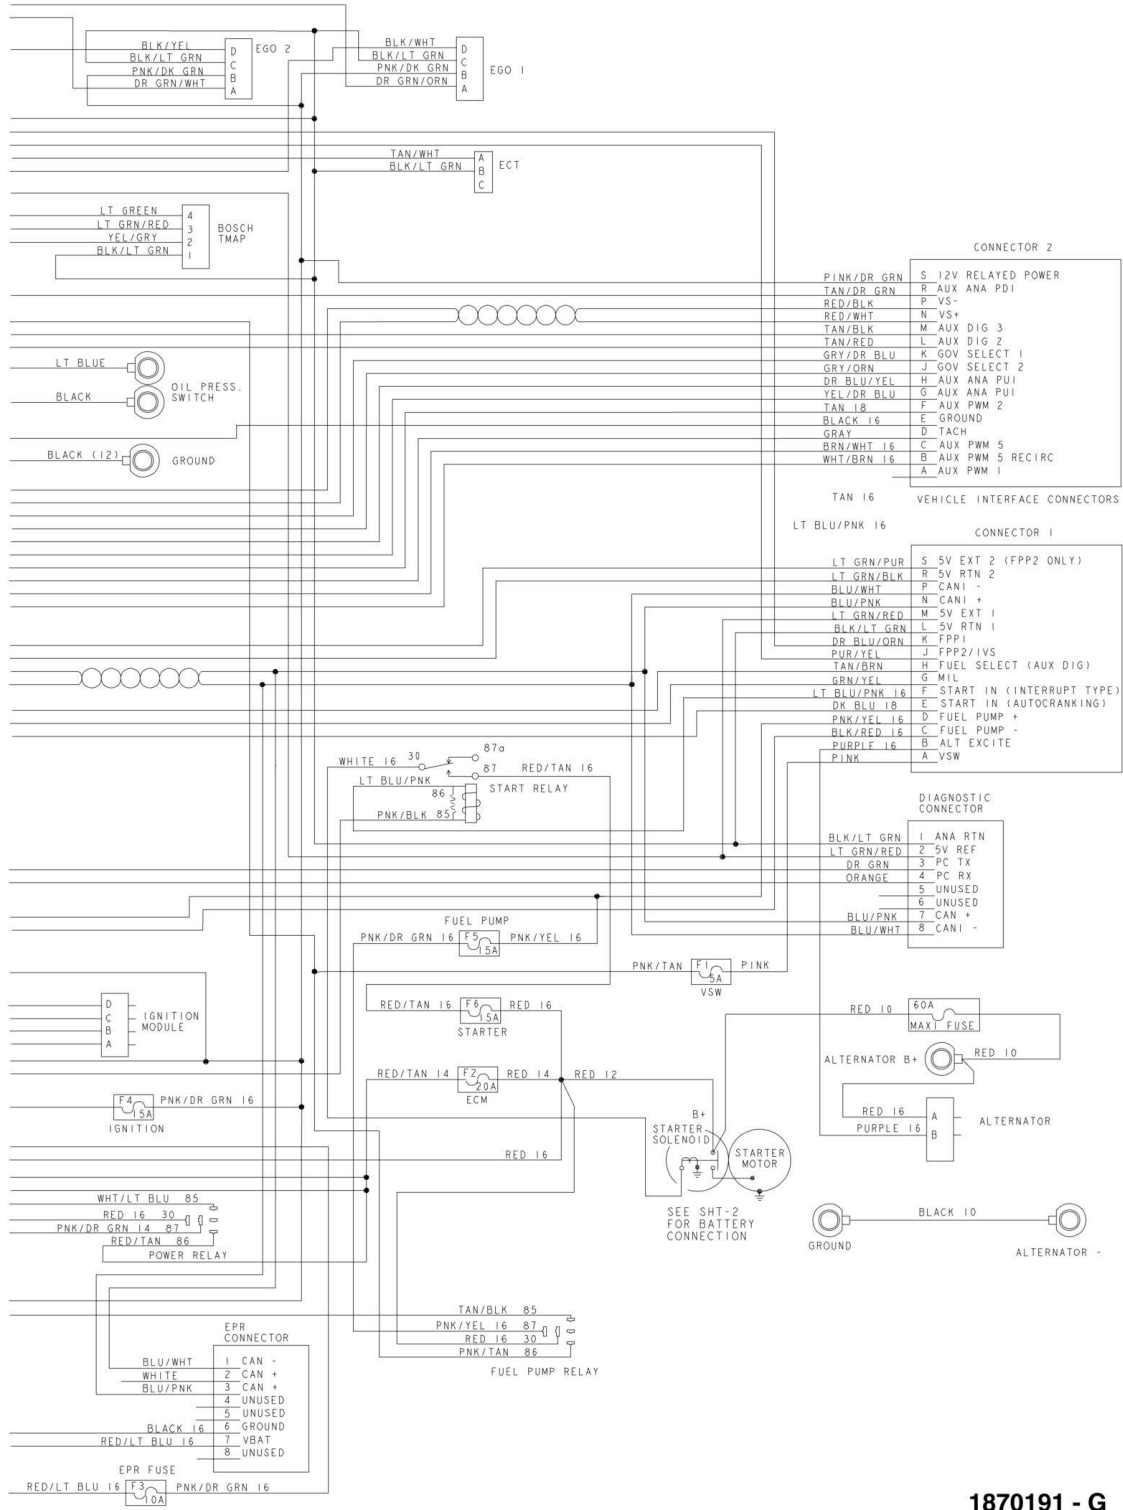 BLK/YEL
BLK/LT GRN
PNK/DK GRN
DR GRN/WHT
D
C
B
A
EGO 2
BLK/WHT
BLK/LT GRN
PNK/DK GRN
DR GRN/ORN
D
C
B
A
EGO 1
TAN/WHT
BLK/LT GRN
A
B
C
ECT
LT GREEN
LT GRN/RED
YEL/GRY
BLK/LT GRN
4
3
2
1
BOSCH
TMAP
CONNECTOR 2
PINK/DR GRN S 12V RELAYED POWER
TAN/DR GRN R AUX ANA PD1
RED/BLK P VS-
RED/WHT N VS+
TAN/BLK M AUX DIG 3
TAN/RED L AUX DIG 2
GRY/DR BLU K GOV SELECT 1
GRY/ORN J GOV SELECT 2
DR BLU/YEL H AUX ANA PU1
YEL/DR BLU G AUX ANA PU1
TAN 18 F AUX PWM 2
BLACK 16 E GROUND
GRAY D TACH
BRN/WHT 16 C AUX PWM 5
WHT/BRN 16 B AUX PWM 5 RECIRC
A AUX PWM 1
TAN 16
VEHICLE INTERFACE CONNECTORS
LT BLUE
BLACK
OIL PRESS.
SWITCH
BLACK (12)
GROUND
LT BLU/PNK 16
CONNECTOR 1
LT GRN/PUR S 5V EXT 2 (FPP2 ONLY)
LT GRN/BLK R 5V RTN 2
BLU/WHT P CAN1 -
BLU/PNK N CAN1 +
LT GRN/RED M 5V EXT 1
BLK/LT GRN L 5V RTN 1
DR BLU/ORN K FPP1
PUR/YEL J FPP2/IVS
TAN/BRN H FUEL SELECT (AUX DIG)
GRN/YEL G MIL
LT BLU/PNK 16 F START IN (INTERRUPT TYPE)
DK BLU 18 E START IN (AUTOCRANKING)
PNK/YEL 16 D FUEL PUMP +
BLK/RED 16 C FUEL PUMP -
PURPLE 16 B ALT EXCITE
PINK A VSW
WHITE 16 30
87a
87 RED/TAN 16
LT BLU/PNK
86
START RELAY
PNK/BLK 85
DIAGNOSTIC
CONNECTOR
BLK/LT GRN 1 ANA RTN
LT GRN/RED 2 5V REF
DR GRN 3 PC TX
ORANGE 4 PC RX
5 UNUSED
6 UNUSED
BLU/PNK 7 CAN +
BLU/WHT 8 CAN1 -
FUEL PUMP
PNK/DR GRN 16 F5 15A PNK/YEL 16
PNK/TAN F1 5A PINK
VSW
RED/TAN 16 F6 15A RED 16
STARTER
D
C
B
A
IGNITION
MODULE
RED 10 60A
MAXI FUSE
ALTERNATOR B+ RED 10
RED/TAN 14 F2 20A RED 14 RED 12
ECM
F4 15A PNK/DR GRN 16
IGNITION
B+
STARTER
SOLENOID
STARTER
MOTOR
RED 16 A
PURPLE 16 B
ALTERNATOR
RED 16
WHT/LT BLU 85
RED 16 30
PNK/DR GRN 14 87
RED/TAN 86
POWER RELAY
SEE SHT-2
FOR BATTERY
CONNECTION
BLACK 10
GROUND
ALTERNATOR -
TAN/BLK 85
PNK/YEL 16 87
RED 16 30
PNK/TAN 86
FUEL PUMP RELAY
EPR
CONNECTOR
BLU/WHT 1 CAN -
WHITE 2 CAN +
BLU/PNK 3 CAN +
4 UNUSED
5 UNUSED
BLACK 16 6 GROUND
RED/LT BLU 16 7 VBAT
8 UNUSED
EPR FUSE
RED/LT BLU 16 F3 10A PNK/DR GRN 16
1870191 - G